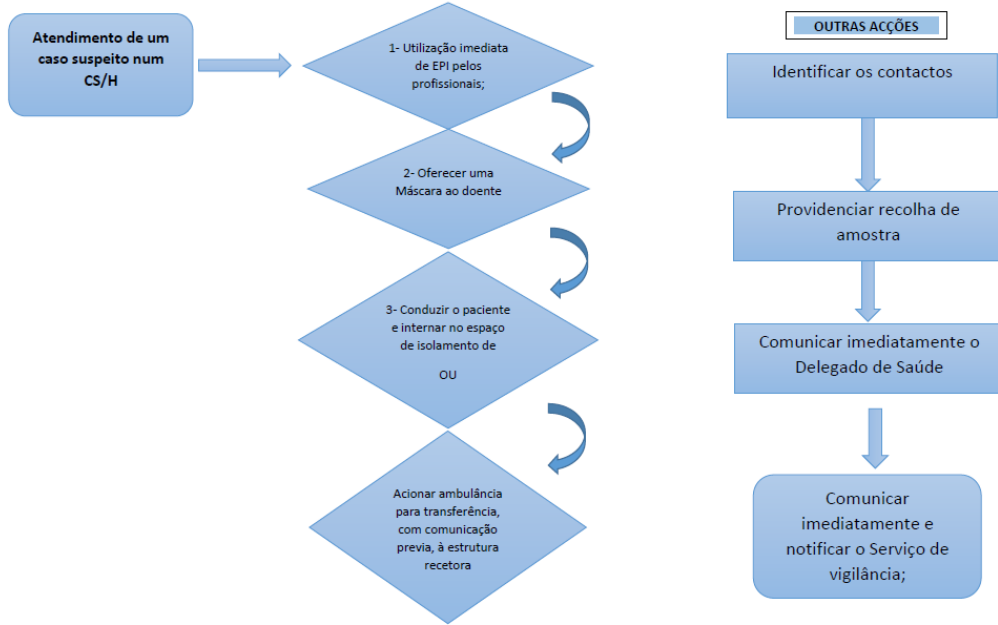 Atendimento de um
caso suspeito num
CS/H
1- Utilização imediata
de EPI pelos
profissionais;
2- Oferecer uma
Máscara ao doente
3- Conduzir o paciente
e internar no espaço
de isolamento de
OU
Acionar ambulância
para transferência,
com comunicação
previa, à estrutura
recetora
OUTRAS ACÇÕES
Identificar os contactos
Providenciar recolha de
amostra
Comunicar imediatamente o
Delegado de Saúde
Comunicar
imediatamente e
notificar o Serviço de
vigilância;